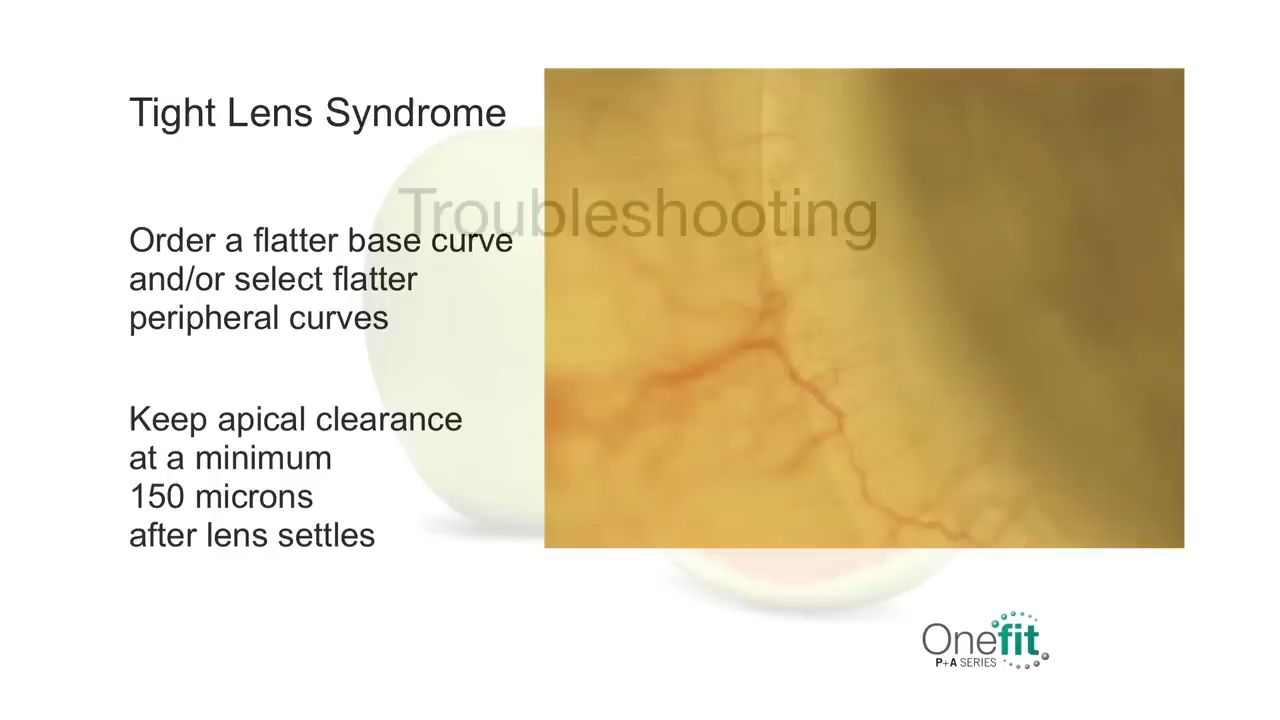 Tight Lens Syndrome
Troubleshooting
Order a flatter base curve
and/or select flatter
peripheral curves
Keep apical clearance
at a minimum
150 microns
after lens settles
Onefit
P+A SERIES